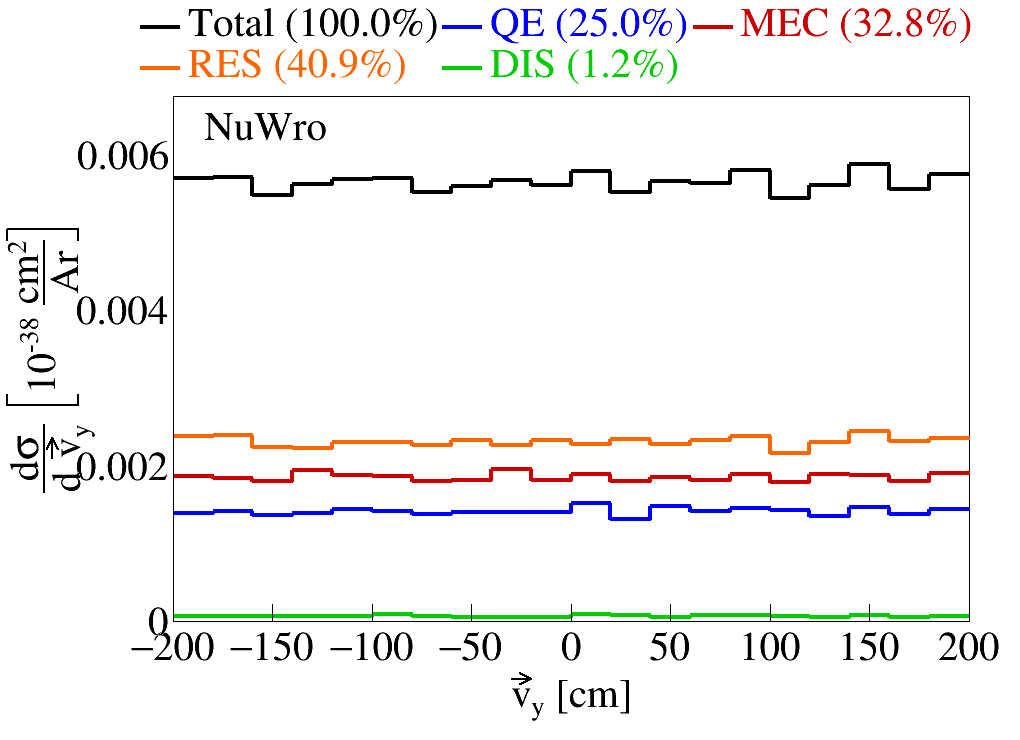 Total (100.0%) QE (25.0%) MEC (32.8%)
RES (40.9%) DIS (1.2%)
NuWro
0.006
0.004
0.002
0
dσ/dv⃗y [10^-38 cm^2/Ar]
−200 −150 −100 −50 0 50 100 150 200
v⃗y [cm]